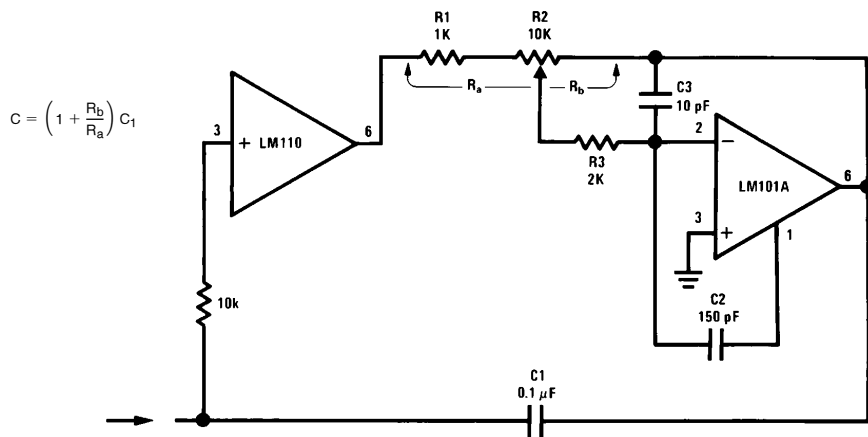 R1
1K
R2
10K
Ra
Rb
C3
10 pF
C = (1 + Rb/Ra) C1
3
+
LM110
6
R3
2K
2
−
LM101A
6
3
+
1
10k
C2
150 pF
C1
0.1 μF